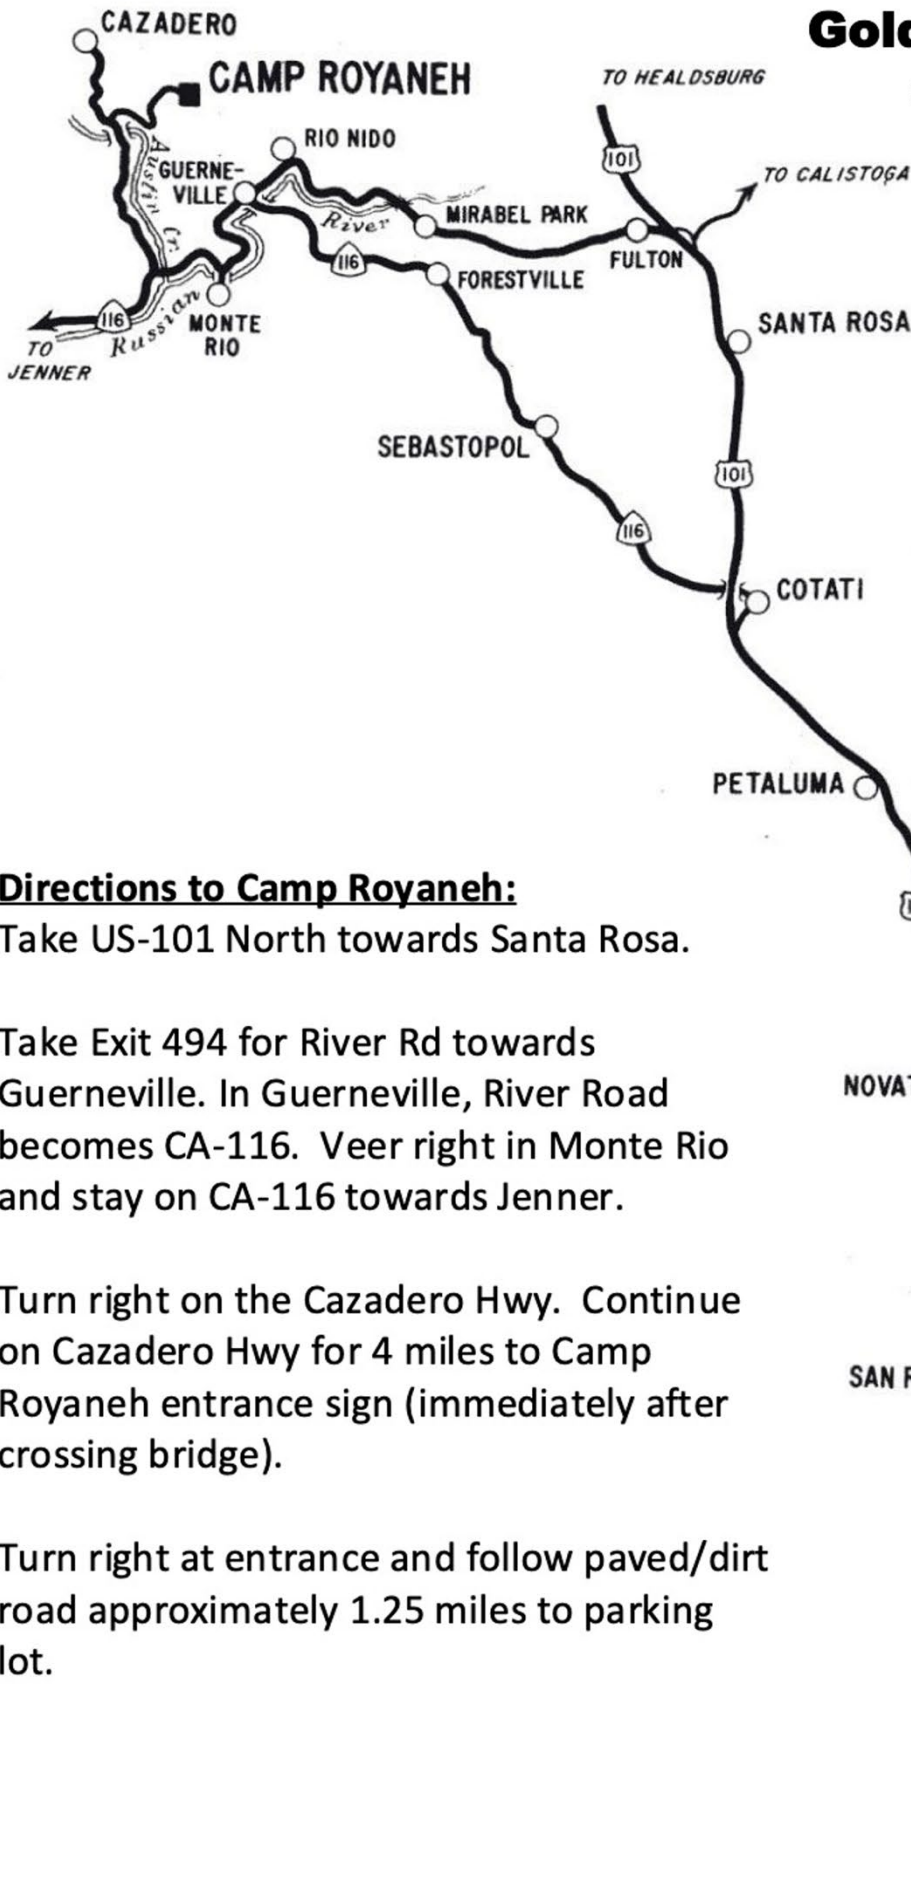 CAZADERO
Gold
CAMP ROYANEH
TO HEALDSBURG
RIO NIDO
101
GUERNE-
VILLE
TO CALISTOGA
Austin Cr.
MIRABEL PARK
River
FULTON
116
FORESTVILLE
116
Russian
MONTE
RIO
SANTA ROSA
TO
JENNER
SEBASTOPOL
101
116
COTATI
PETALUMA
Directions to Camp Royaneh:
Take US-101 North towards Santa Rosa.
Take Exit 494 for River Rd towards
Guerneville. In Guerneville, River Road
becomes CA-116.  Veer right in Monte Rio
and stay on CA-116 towards Jenner.
NOVAT
Turn right on the Cazadero Hwy.  Continue
on Cazadero Hwy for 4 miles to Camp
Royaneh entrance sign (immediately after
crossing bridge).
SAN R
Turn right at entrance and follow paved/dirt
road approximately 1.25 miles to parking
lot.